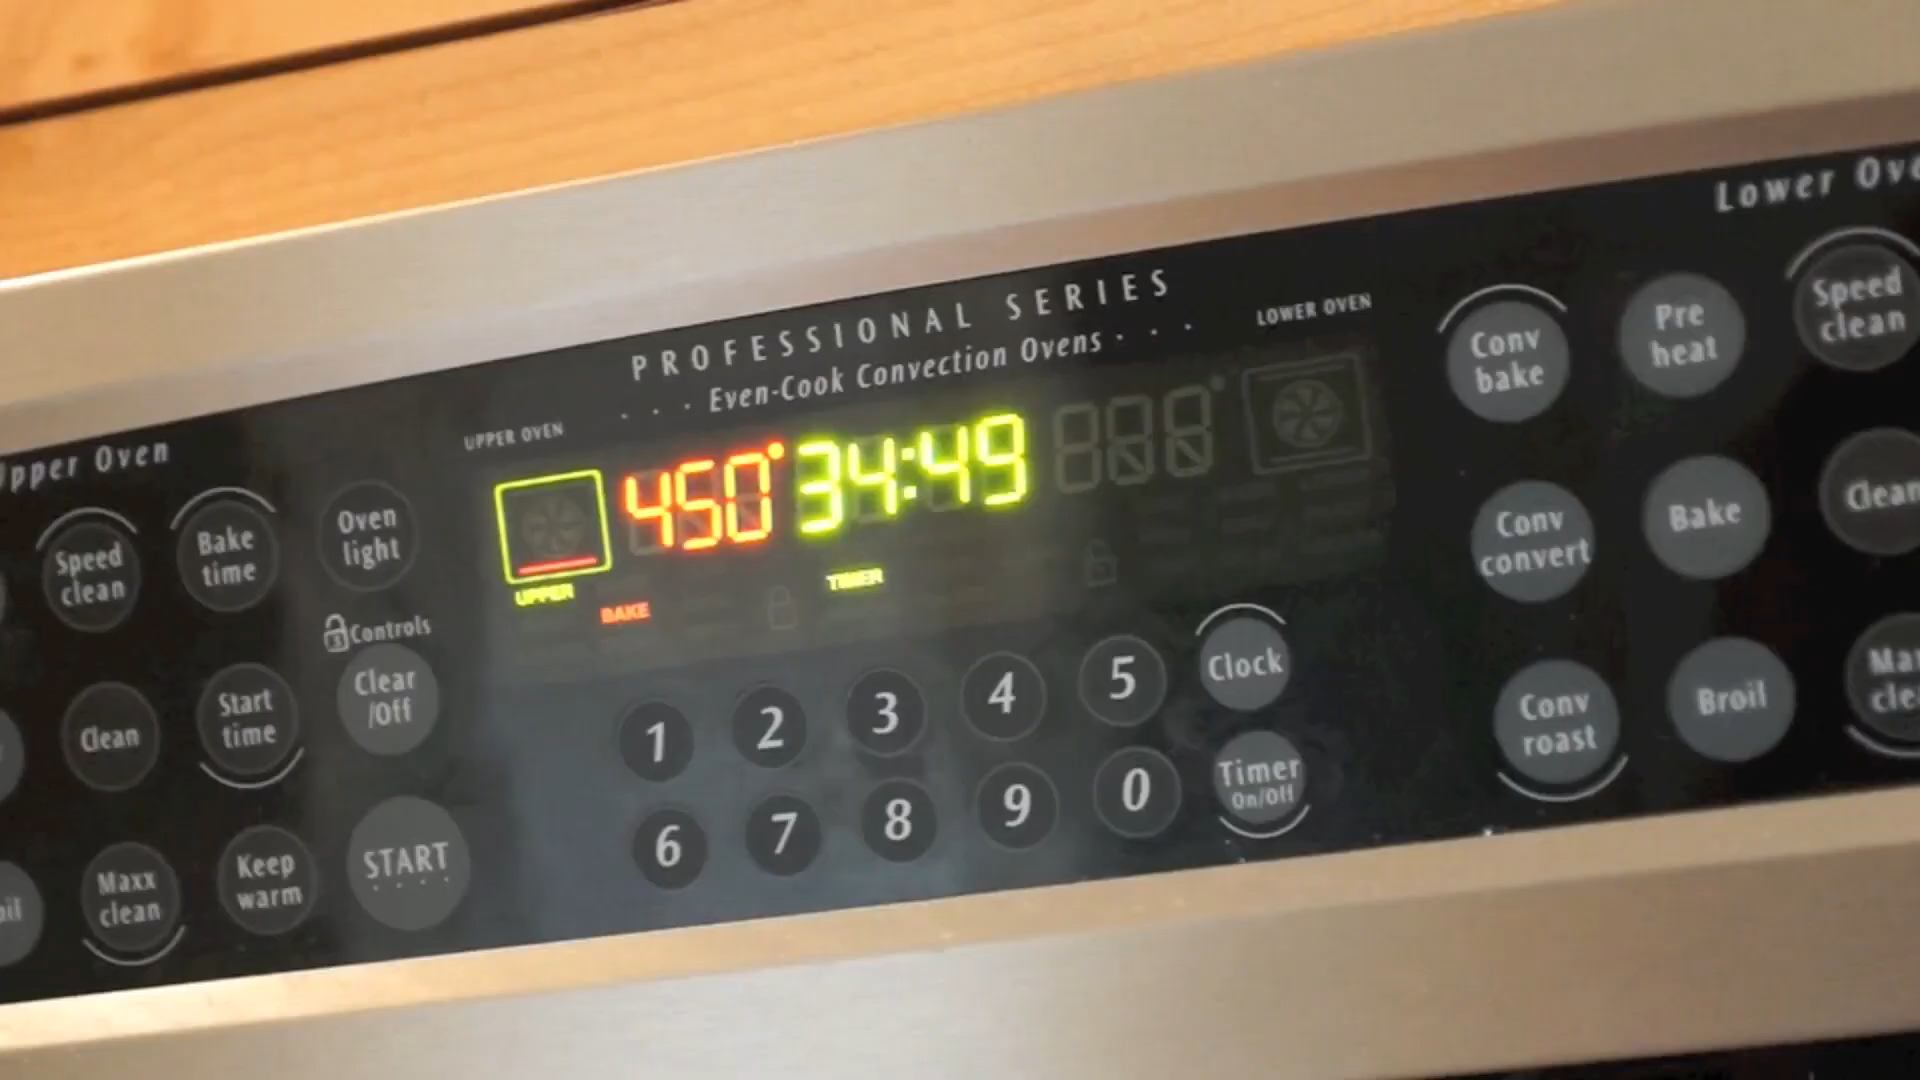 PROFESSIONAL SERIES
. . . Even-Cook Convection Ovens . . .
Upper Oven
UPPER OVEN
LOWER OVEN
Lower Ove
450° 34:49
UPPER
BAKE
TIMER
Speed clean
Bake time
Oven light
Controls
Clean
Start time
Clear /Off
Maxx clean
Keep warm
START
1 2 3 4 5
6 7 8 9 0
Clock
Timer On/Off
Conv bake
Pre heat
Speed clean
Conv convert
Bake
Clean
Conv roast
Broil